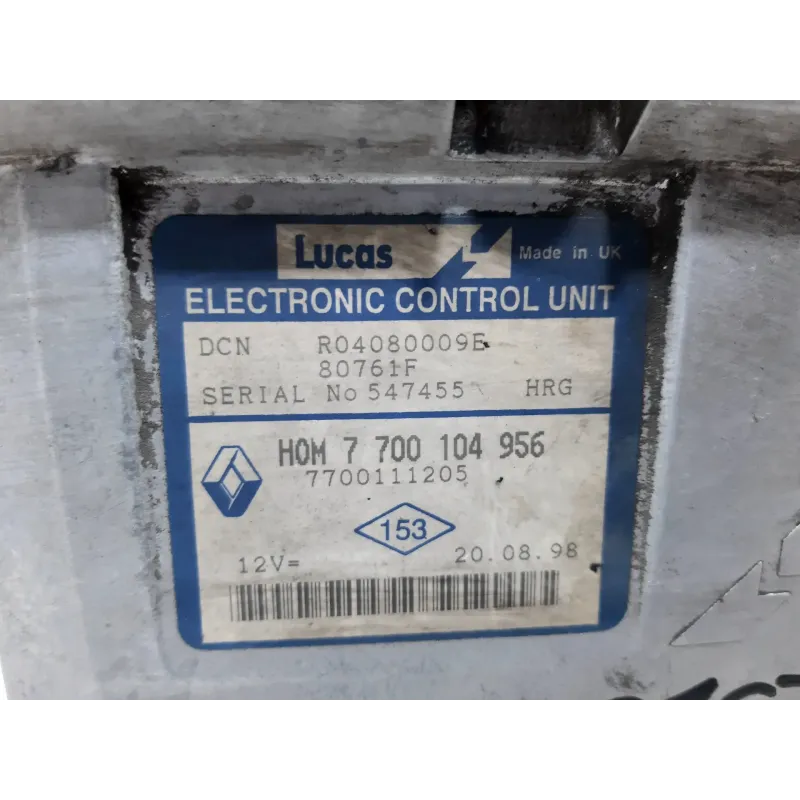 Lucas Made in UK
ELECTRONIC CONTROL UNIT
DCN R04080009E
80761F
SERIAL No 547455 HRG
HOM 7 700 104 956
7700111205
153
12V= 20.08.98